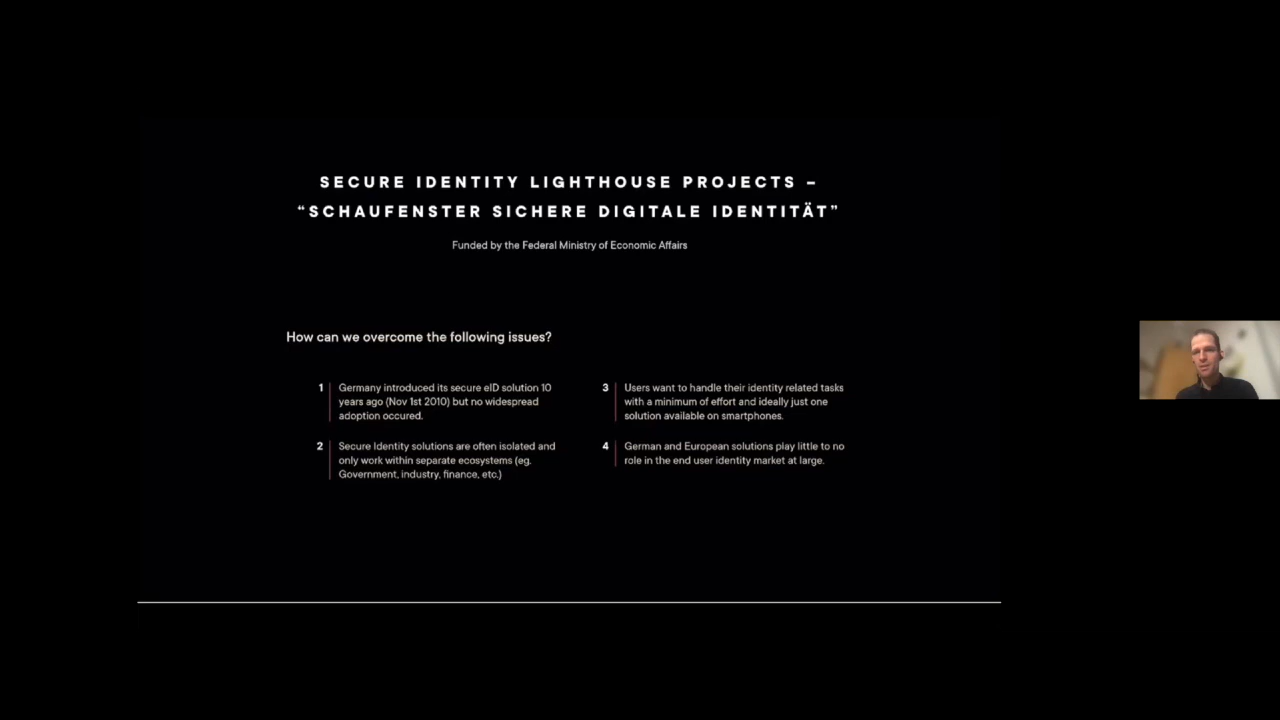 SECURE IDENTITY LIGHTHOUSE PROJECTS –
“SCHAUFENSTER SICHERE DIGITALE IDENTITÄT”
Funded by the Federal Ministry of Economic Affairs
How can we overcome the following issues?
1 Germany introduced its secure eID solution 10
years ago (Nov 1st 2010) but no widespread
adoption occured.
2 Secure Identity solutions are often isolated and
only work within separate ecosystems (eg.
Government, industry, finance, etc.)
3 Users want to handle their identity related tasks
with a minimum of effort and ideally just one
solution available on smartphones.
4 German and European solutions play little to no
role in the end user identity market at large.